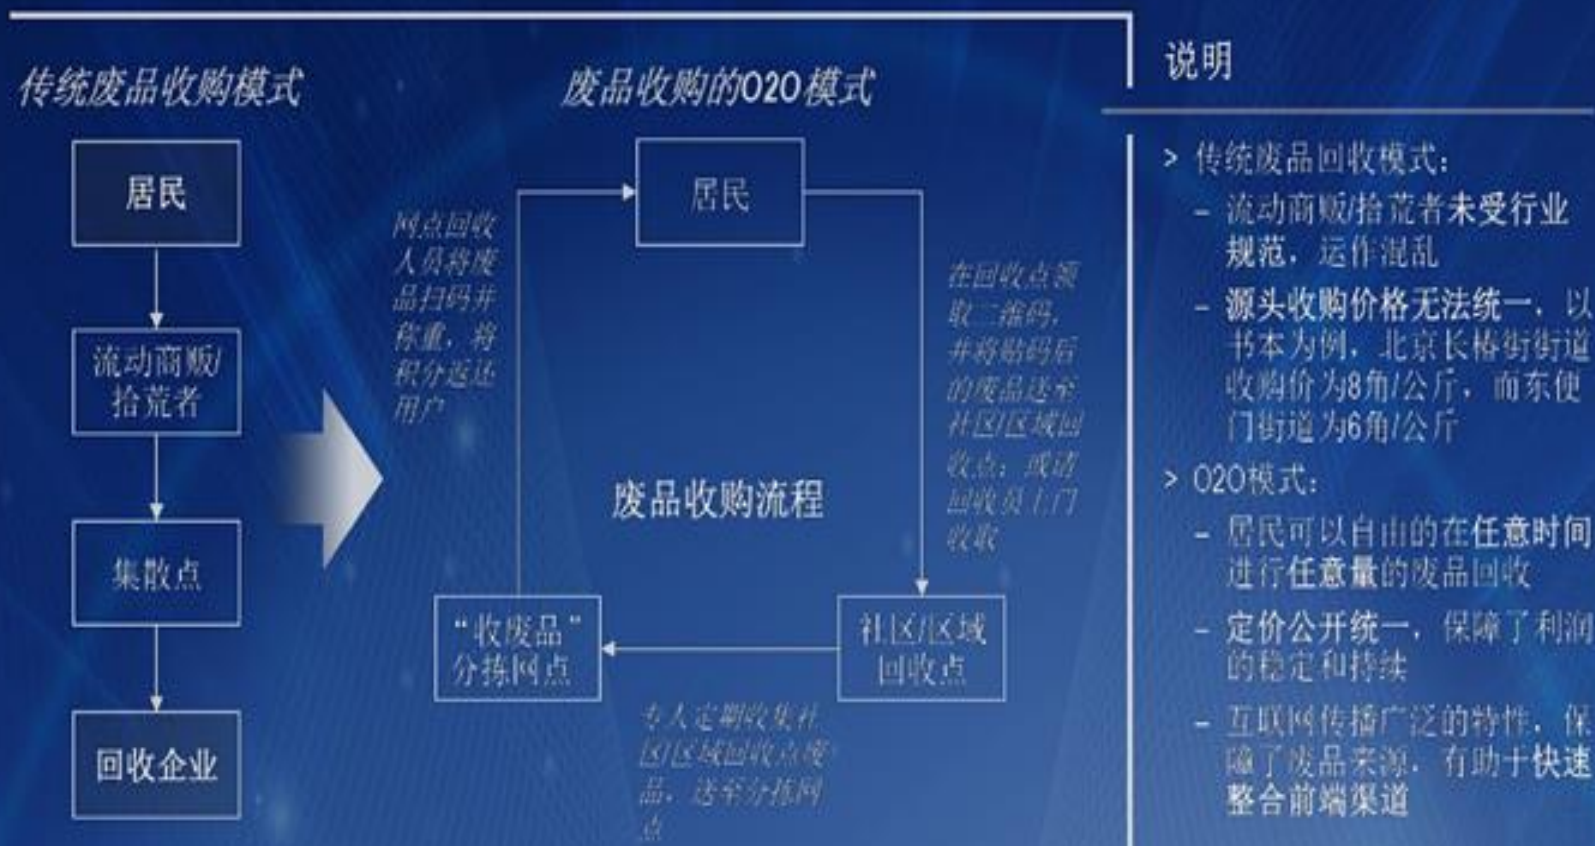 传统废品收购模式
居民
流动商贩/
拾荒者
集散点
回收企业
废品收购的O2O模式
居民
网点回收
人员将废
品扫码并
称重，将
积分返还
用户
在回收点领
取二维码，
并将贴码后
的废品送至
社区/区域回
收点；或请
回收员上门
收取
废品收购流程
“收废品”
分拣网点
社区/区域
回收点
专人定期收集社
区/区域回收点废
品，送至分拣网
点
说明
> 传统废品回收模式：
- 流动商贩/拾荒者未受行业
规范，运作混乱
- 源头收购价格无法统一，以
书本为例，北京长椿街街道
收购价为8角/公斤，而东便
门街道为6角/公斤
> O2O模式：
- 居民可以自由的在任意时间
进行任意量的废品回收
- 定价公开统一，保障了利润
的稳定和持续
- 互联网传播广泛的特性，保
障了废品来源，有助于快速
整合前端渠道